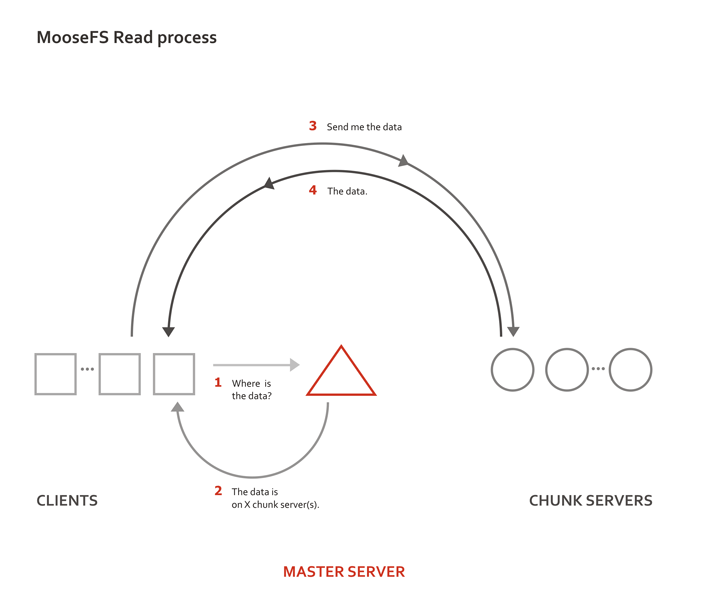 MooseFS Read process
3 Send me the data
4 The data.
1 Where is
the data?
2 The data is
on X chunk server(s).
CLIENTS
CHUNK SERVERS
MASTER SERVER